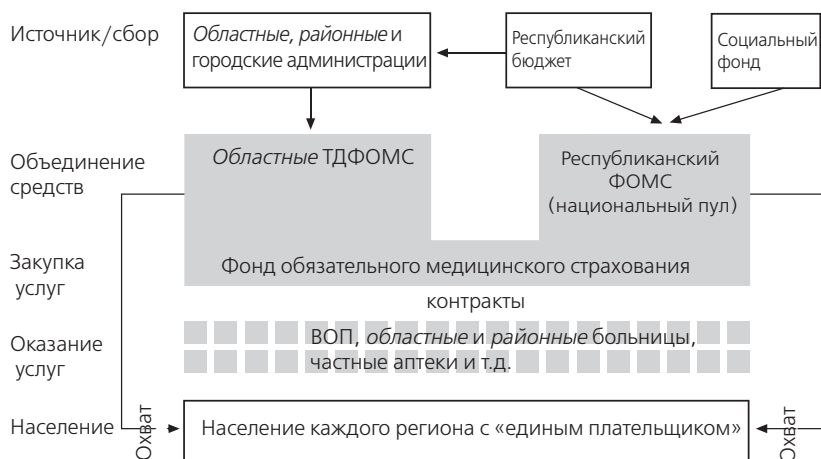 Источник/сбор
Областные, районные и
городские администрации
Республиканский
бюджет
Социальный
фонд
Объединение
средств
Областные ТДФОМС
Республиканский
ФОМС
(национальный пул)
Закупка
услуг
Фонд обязательного медицинского страхования
контракты
Оказание
услуг
ВОП, областные и районные больницы,
частные аптеки и т.д.
Население
Охват
Население каждого региона с «единым плательщиком»
Охват